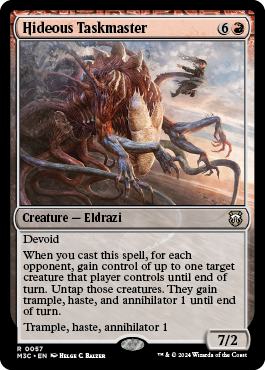 Hideous Taskmaster 6
Creature — Eldrazi
Devoid
When you cast this spell, for each
opponent, gain control of up to one target
creature that player controls until end of
turn. Untap those creatures. They gain
trample, haste, and annihilator 1 until end
of turn.
Trample, haste, annihilator 1
7/2
R 0057
M3C • EN Helge C. Balzer ™ & © 2024 Wizards of the Coast